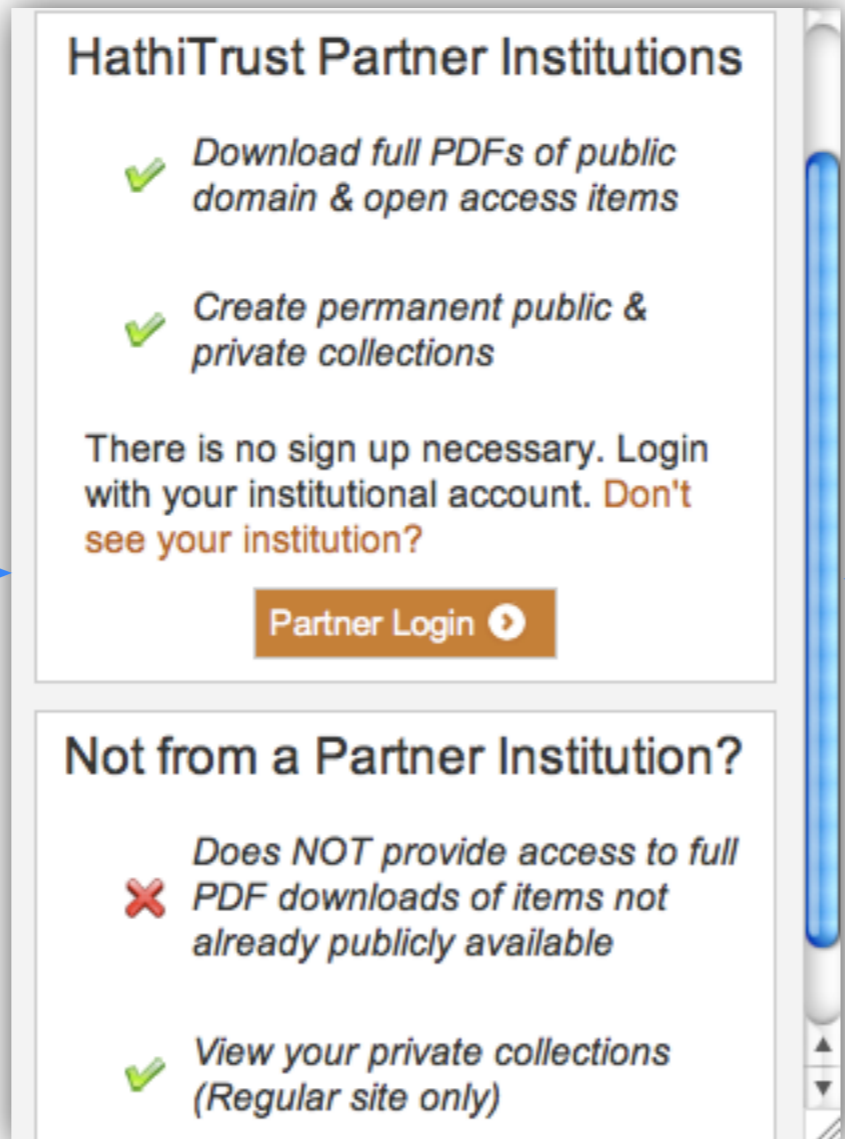 HathiTrust Partner Institutions
Download full PDFs of public
domain & open access items
Create permanent public &
private collections
There is no sign up necessary. Login
with your institutional account. Don't
see your institution?
Partner Login
Not from a Partner Institution?
Does NOT provide access to full
PDF downloads of items not
already publicly available
View your private collections
(Regular site only)